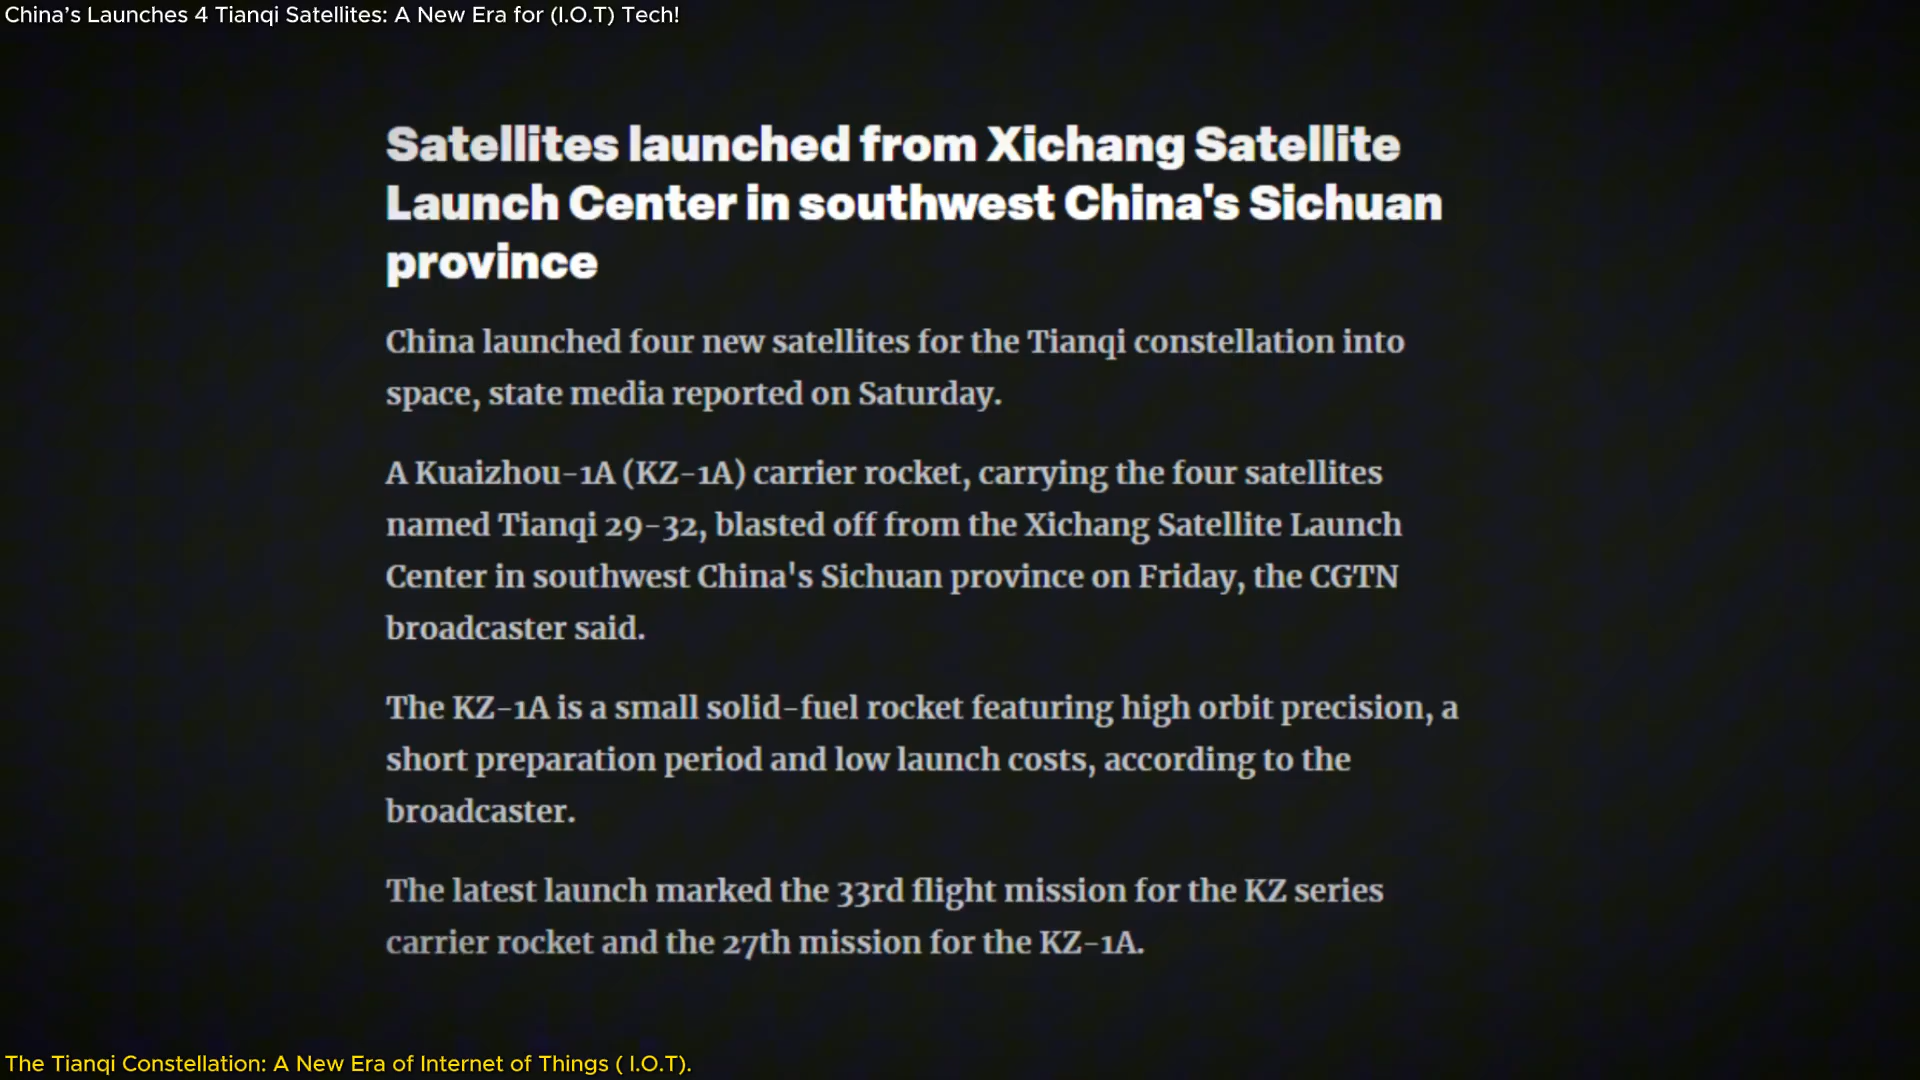 China’s Launches 4 Tianqi Satellites: A New Era for (I.O.T) Tech!
Satellites launched from Xichang Satellite
Launch Center in southwest China's Sichuan
province
China launched four new satellites for the Tianqi constellation into
space, state media reported on Saturday.
A Kuaizhou-1A (KZ-1A) carrier rocket, carrying the four satellites
named Tianqi 29-32, blasted off from the Xichang Satellite Launch
Center in southwest China's Sichuan province on Friday, the CGTN
broadcaster said.
The KZ-1A is a small solid-fuel rocket featuring high orbit precision, a
short preparation period and low launch costs, according to the
broadcaster.
The latest launch marked the 33rd flight mission for the KZ series
carrier rocket and the 27th mission for the KZ-1A.
The Tianqi Constellation: A New Era of Internet of Things ( I.O.T).